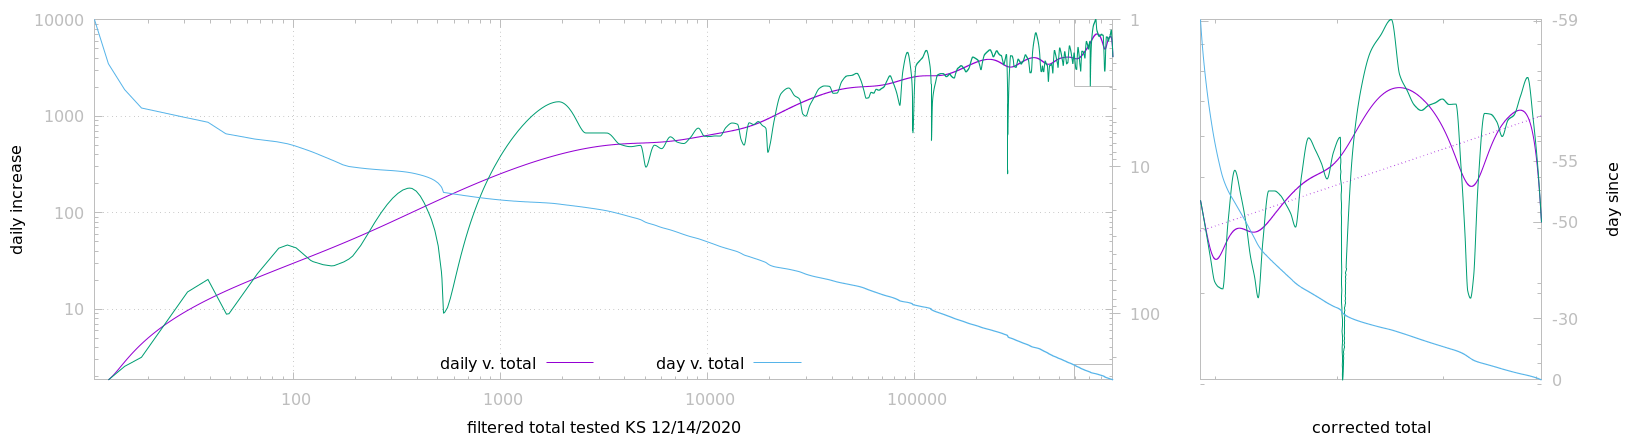 10000
1000
100
10
daily increase
100
1000
10000
100000
filtered total tested KS 12/14/2020
daily v. total
day v. total
1
10
100
-59
-55
-50
-30
0
day since
corrected total